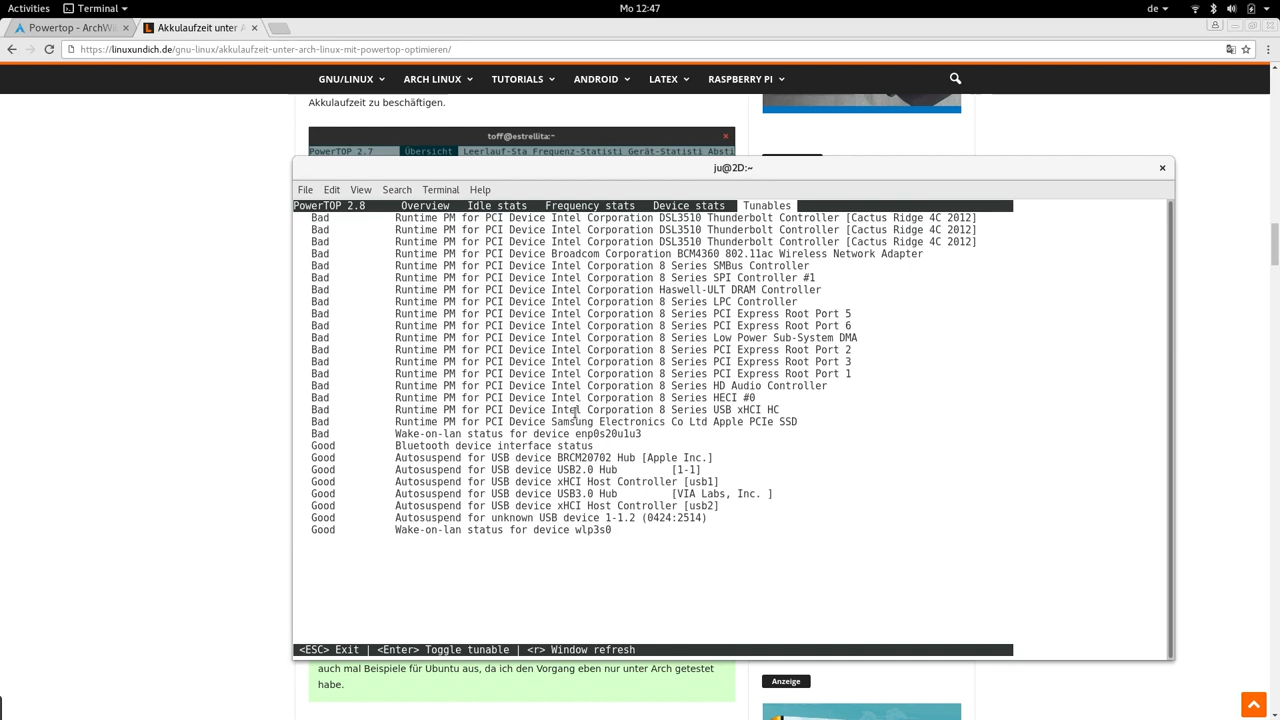 Activities Terminal Mo 12:47 de
Powertop - ArchWi Akkulaufzeit unter A
https://linuxundich.de/gnu-linux/akkulaufzeit-unter-arch-linux-mit-powertop-optimieren/
GNU/LINUX ARCH LINUX TUTORIALS ANDROID LATEX RASPBERRY PI
Akkulaufzeit zu beschäftigen.
toff@estrellita:~
PowerTOP 2.7 Übersicht Leerlauf-Sta Frequenz-Statisti Gerät-Statisti Absti
ju@2D:~
File Edit View Search Terminal Help
PowerTOP 2.8 Overview Idle stats Frequency stats Device stats Tunables
Bad Runtime PM for PCI Device Intel Corporation DSL3510 Thunderbolt Controller [Cactus Ridge 4C 2012]
Bad Runtime PM for PCI Device Intel Corporation DSL3510 Thunderbolt Controller [Cactus Ridge 4C 2012]
Bad Runtime PM for PCI Device Intel Corporation DSL3510 Thunderbolt Controller [Cactus Ridge 4C 2012]
Bad Runtime PM for PCI Device Broadcom Corporation BCM4360 802.11ac Wireless Network Adapter
Bad Runtime PM for PCI Device Intel Corporation 8 Series SMBus Controller
Bad Runtime PM for PCI Device Intel Corporation 8 Series SPI Controller #1
Bad Runtime PM for PCI Device Intel Corporation Haswell-ULT DRAM Controller
Bad Runtime PM for PCI Device Intel Corporation 8 Series LPC Controller
Bad Runtime PM for PCI Device Intel Corporation 8 Series PCI Express Root Port 5
Bad Runtime PM for PCI Device Intel Corporation 8 Series PCI Express Root Port 6
Bad Runtime PM for PCI Device Intel Corporation 8 Series Low Power Sub-System DMA
Bad Runtime PM for PCI Device Intel Corporation 8 Series PCI Express Root Port 2
Bad Runtime PM for PCI Device Intel Corporation 8 Series PCI Express Root Port 3
Bad Runtime PM for PCI Device Intel Corporation 8 Series PCI Express Root Port 1
Bad Runtime PM for PCI Device Intel Corporation 8 Series HD Audio Controller
Bad Runtime PM for PCI Device Intel Corporation 8 Series HECI #0
Bad Runtime PM for PCI Device Intel Corporation 8 Series USB xHCI HC
Bad Runtime PM for PCI Device Samsung Electronics Co Ltd Apple PCIe SSD
Bad Wake-on-lan status for device enp0s20u1u3
Good Bluetooth device interface status
Good Autosuspend for USB device BRCM20702 Hub [Apple Inc.]
Good Autosuspend for USB device USB2.0 Hub [1-1]
Good Autosuspend for USB device xHCI Host Controller [usb1]
Good Autosuspend for USB device USB3.0 Hub [VIA Labs, Inc. ]
Good Autosuspend for USB device xHCI Host Controller [usb2]
Good Autosuspend for unknown USB device 1-1.2 (0424:2514)
Good Wake-on-lan status for device wlp3s0
<ESC> Exit | <Enter> Toggle tunable | <r> Window refresh
auch mal Beispiele für Ubuntu aus, da ich den Vorgang eben nur unter Arch getestet
habe.
Anzeige